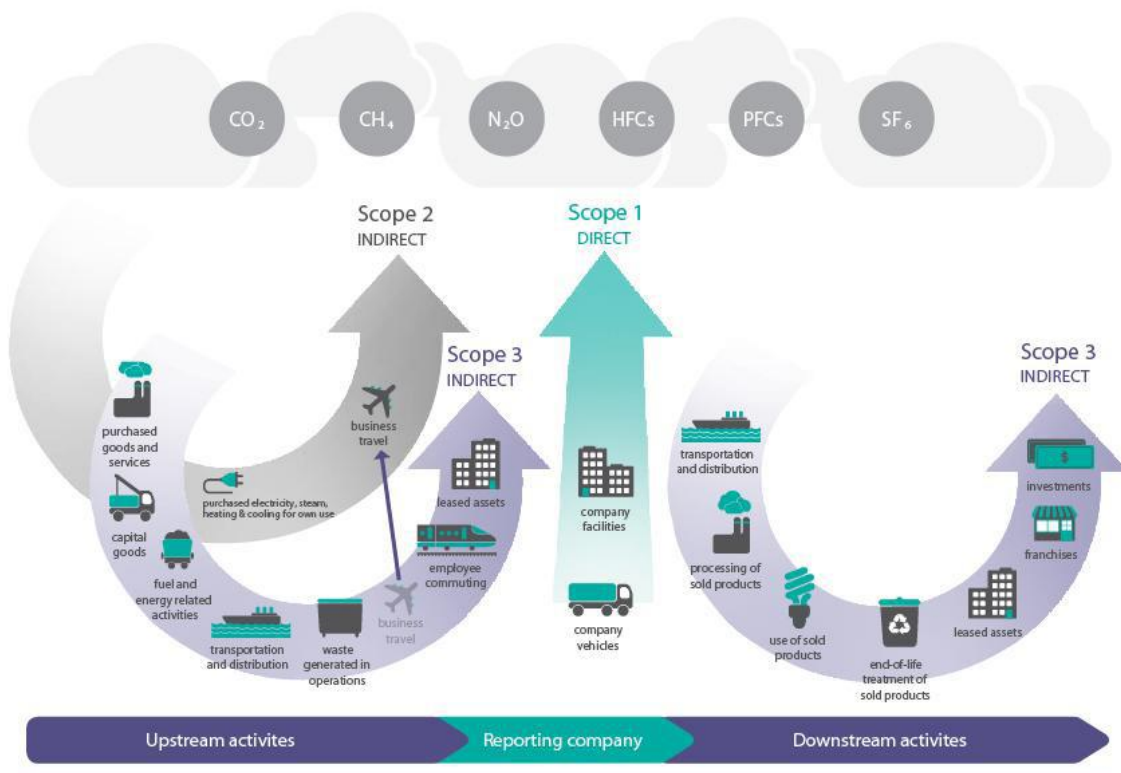 CO₂
CH₄
N₂O
HFCs
PFCs
SF₆
Scope 2
INDIRECT
Scope 1
DIRECT
Scope 3
INDIRECT
Scope 3
INDIRECT
purchased
goods and
services
capital
goods
fuel and
energy related
activities
purchased electricity, steam,
heating & cooling for own use
business
travel
transportation
and distribution
waste
generated in
operations
business
travel
employee
commuting
leased assets
company
facilities
company
vehicles
transportation
and distribution
processing of
sold products
use of sold
products
end-of-life
treatment of
sold products
leased assets
franchises
$
investments
Upstream activites
Reporting company
Downstream activites